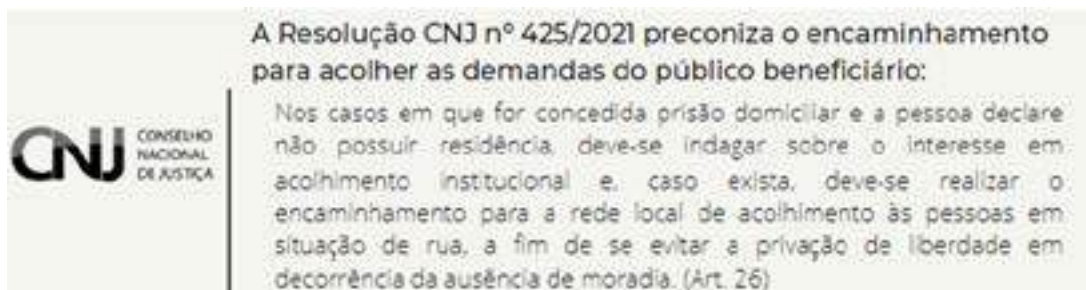 A Resolução CNJ nº 425/2021 preconiza o encaminhamento
para acolher as demandas do público beneficiário:
CNJ
CONSELHO
NACIONAL
DE JUSTIÇA
Nos casos em que for concedida prisão domiciliar e a pessoa declare
não possuir residência, deve-se indagar sobre o interesse em
acolhimento institucional e, caso exista, deve-se realizar o
encaminhamento para a rede local de acolhimento às pessoas em
situação de rua, a fim de se evitar a privação de liberdade em
decorrência da ausência de moradia. (Art. 26)